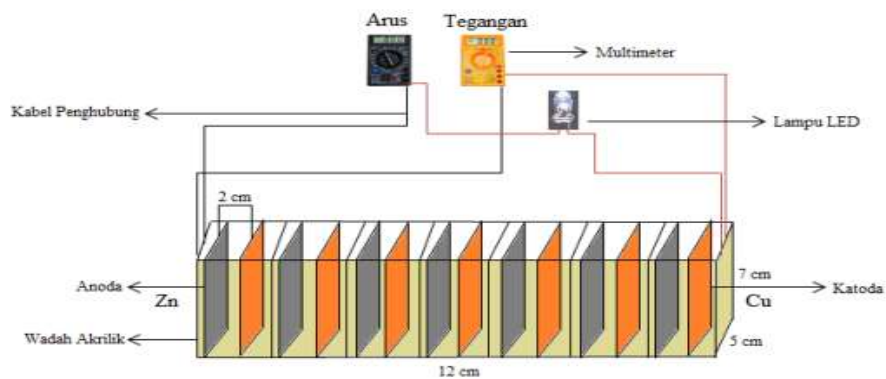 Arus
Tegangan
Multimeter
Kabel Penghubung
Lampu LED
2 cm
Anoda
Zn
7 cm
Cu
Katoda
Wadah Akrilik
5 cm
12 cm